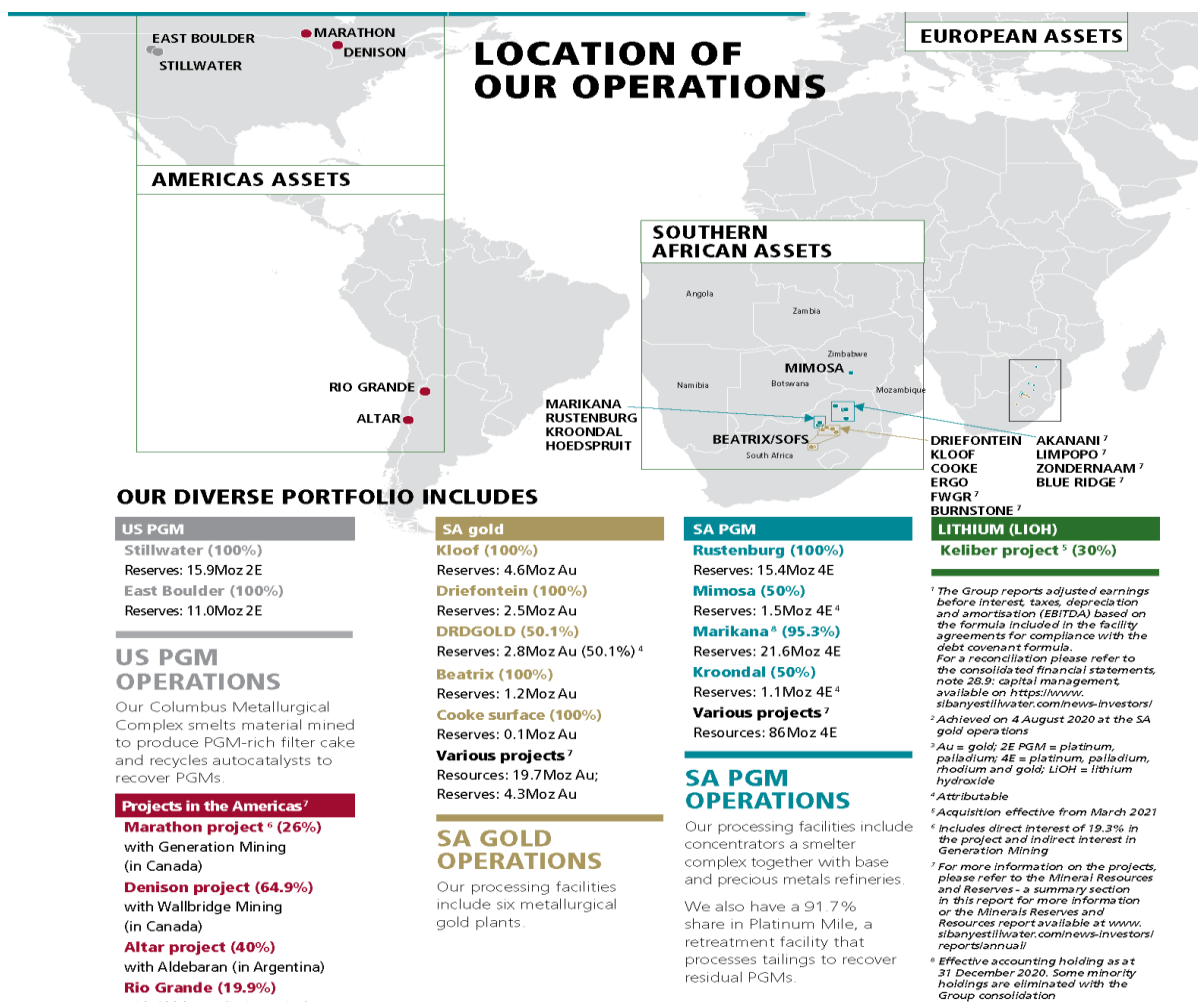 EAST BOULDER
STILLWATER
MARATHON
DENISON
LOCATION OF
OUR OPERATIONS
EUROPEAN ASSETS
AMERICAS ASSETS
SOUTHERN
AFRICAN ASSETS
Angola
Zambia
Zimbabwe
MIMOSA
Namibia
Botswana
Mozambique
RIO GRANDE
ALTAR
MARIKANA
RUSTENBURG
KROONDAL
HOEDSPRUIT
BEATRIX/SOFS
South Africa
DRIEFONTEIN
KLOOF
COOKE
ERGO
FWGR 7
BURNSTONE 7
AKANANI 7
LIMPOPO 7
ZONDERNAAM 7
BLUE RIDGE 7
OUR DIVERSE PORTFOLIO INCLUDES
US PGM
Stillwater (100%)
Reserves: 15.9Moz 2E
East Boulder (100%)
Reserves: 11.0Moz 2E
US PGM
OPERATIONS
Our Columbus Metallurgical
Complex smelts material mined
to produce PGM-rich filter cake
and recycles autocatalysts to
recover PGMs.
Projects in the Americas7
Marathon project 6 (26%)
with Generation Mining
(in Canada)
Denison project (64.9%)
with Wallbridge Mining
(in Canada)
Altar project (40%)
with Aldebaran (in Argentina)
Rio Grande (19.9%)
SA gold
Kloof (100%)
Reserves: 4.6Moz Au
Driefontein (100%)
Reserves: 2.5Moz Au
DRDGOLD (50.1%)
Reserves: 2.8Moz Au (50.1%) 4
Beatrix (100%)
Reserves: 1.2Moz Au
Cooke surface (100%)
Reserves: 0.1Moz Au
Various projects 7
Resources: 19.7Moz Au;
Reserves: 4.3Moz Au
SA GOLD
OPERATIONS
Our processing facilities
include six metallurgical
gold plants.
SA PGM
Rustenburg (100%)
Reserves: 15.4Moz 4E
Mimosa (50%)
Reserves: 1.5Moz 4E 4
Marikana 8 (95.3%)
Reserves: 21.6Moz 4E
Kroondal (50%)
Reserves: 1.1Moz 4E 4
Various projects 7
Resources: 86Moz 4E
SA PGM
OPERATIONS
Our processing facilities include
concentrators a smelter
complex together with base
and precious metals refineries.
We also have a 91.7%
share in Platinum Mile, a
retreatment facility that
processes tailings to recover
residual PGMs.
LITHIUM (LIOH)
Keliber project 5 (30%)
1 The Group reports adjusted earnings
before interest, taxes, depreciation
and amortisation (EBITDA) based on
the formula included in the facility
agreements for compliance with the
debt covenant formula.
For a reconciliation please refer to
the consolidated financial statements,
note 28.9: capital management,
available on https://www.
sibanyestillwater.com/news-investors/
2 Achieved on 4 August 2020 at the SA
gold operations
3 Au = gold; 2E PGM = platinum,
palladium; 4E = platinum, palladium,
rhodium and gold; LiOH = lithium
hydroxide
4 Attributable
5 Acquisition effective from March 2021
6 Includes direct interest of 19.3% in
the project and indirect interest in
Generation Mining
7 For more information on the projects,
please refer to the Mineral Resources
and Reserves - a summary section
in this report for more information
or the Minerals Reserves and
Resources report available at www.
sibanyestillwater.com/news-investors/
reports/annual/
8 Effective accounting holding as at
31 December 2020. Some minority
holdings are eliminated with the
Group consolidation